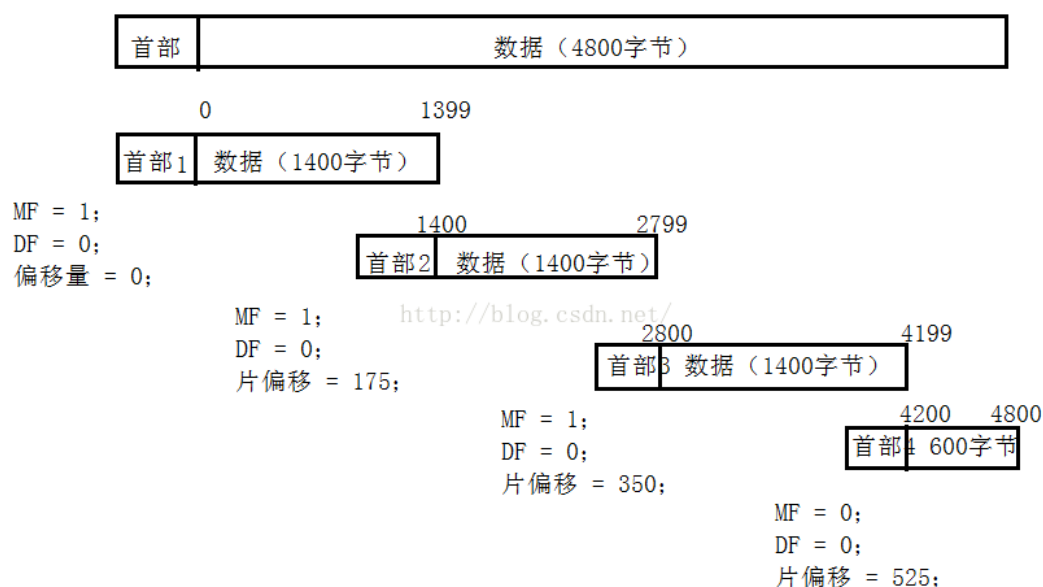 首部 数据（4800字节）
0 1399
首部1 数据（1400字节）
MF = 1;
DF = 0;
偏移量 = 0;
1400 2799
首部2 数据（1400字节）
MF = 1;
DF = 0;
片偏移 = 175;
http://blog.csdn.net/
2800 4199
首部3 数据（1400字节）
MF = 1;
DF = 0;
片偏移 = 350;
4200 4800
首部4 600字节
MF = 0;
DF = 0;
片偏移 = 525;